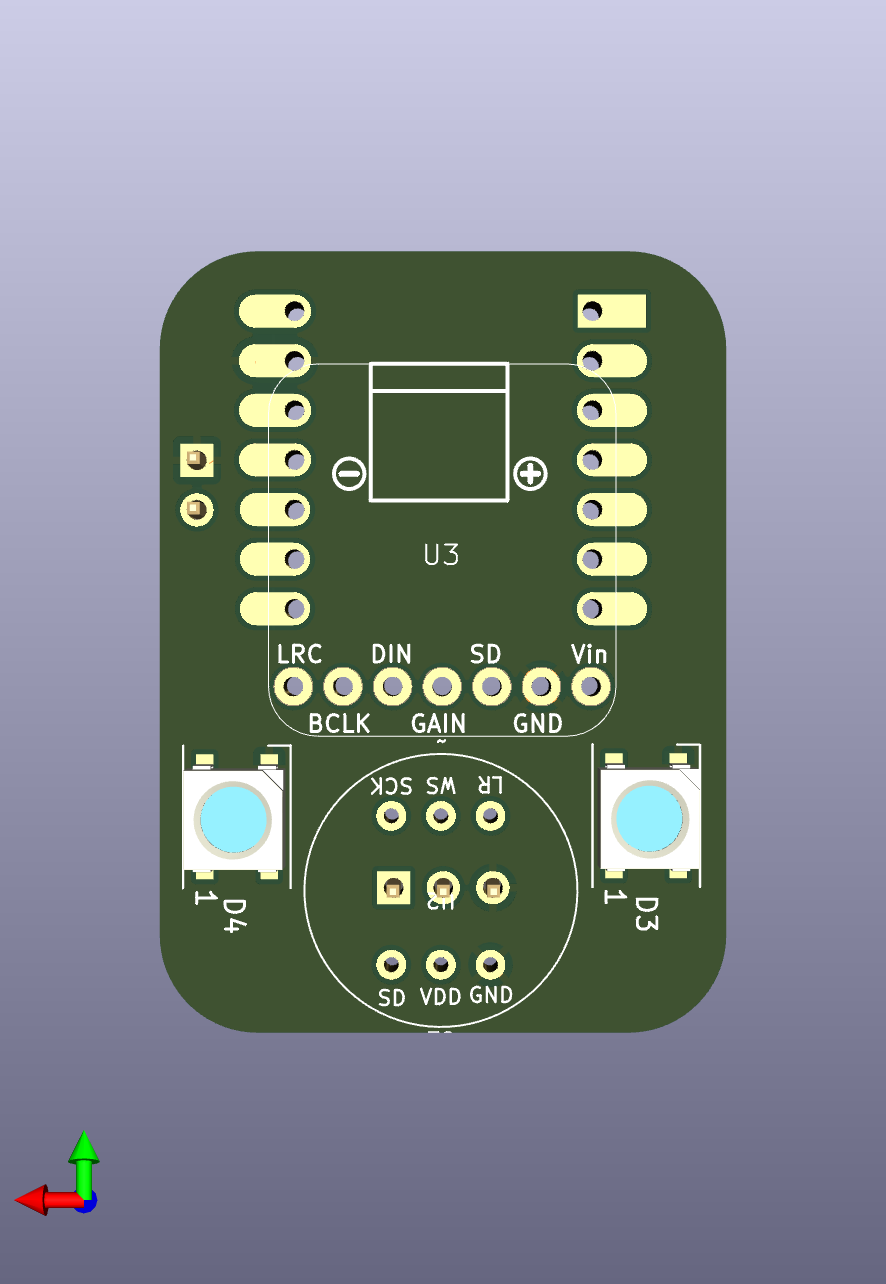 U3
LRC DIN SD Vin
BCLK GAIN GND
~
SCK WS LR
1 D4
1 D3
SD VDD GND